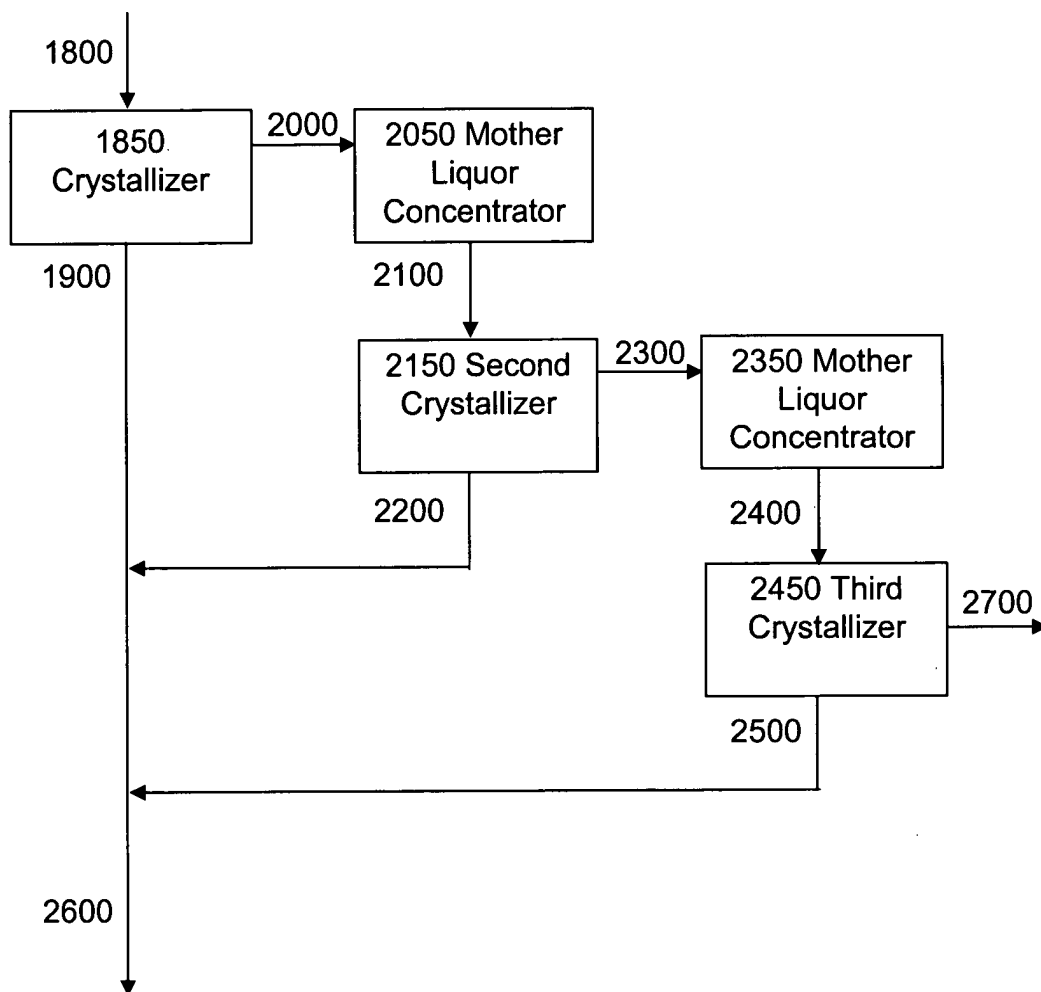 1800
1850
Crystallizer
2000
2050 Mother
Liquor
Concentrator
1900
2100
2150 Second
Crystallizer
2300
2350 Mother
Liquor
Concentrator
2200
2400
2450 Third
Crystallizer
2700
2500
2600